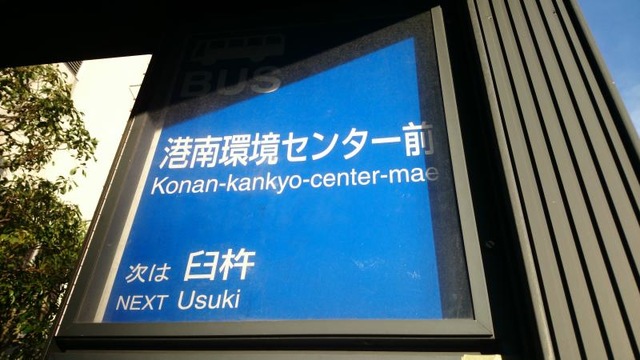 BUS
港南環境センター前
Konan-kankyo-center-mae
次は 臼杵
NEXT Usuki